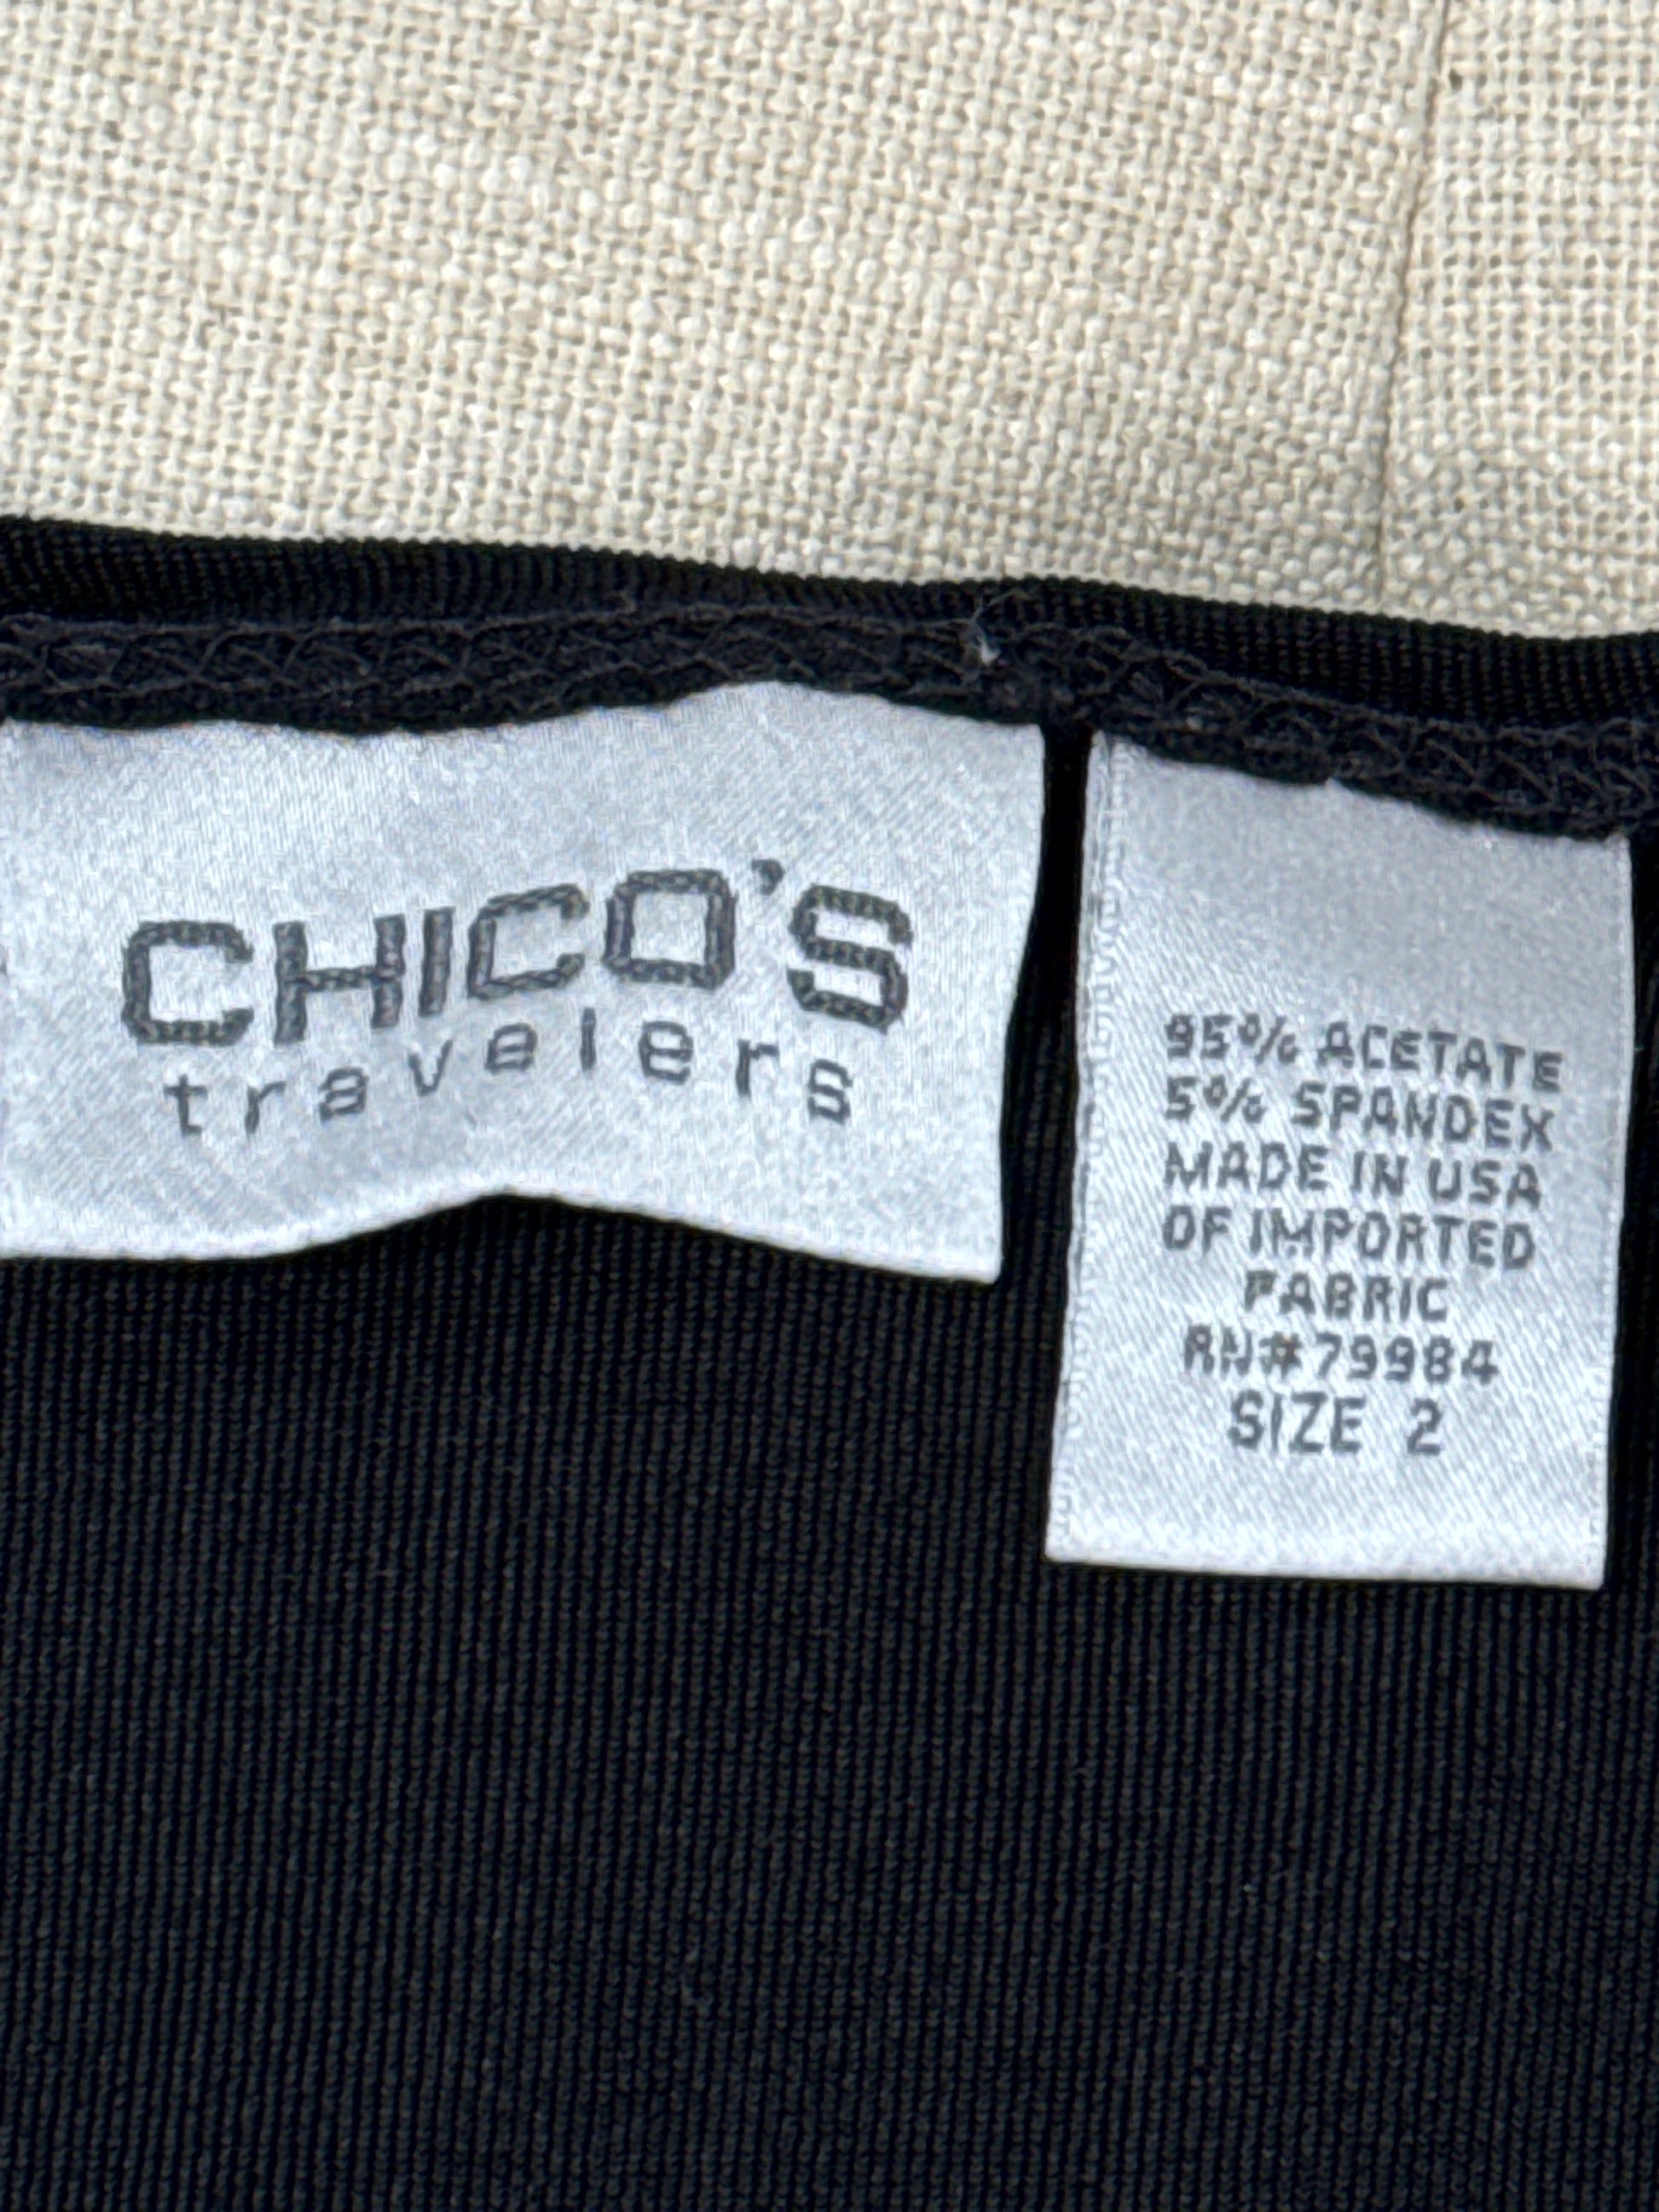 CHICO'S
travelers
95% ACETATE
5% SPANDEX
MADE IN USA
OF IMPORTED
FABRIC
RN#79984
SIZE 2